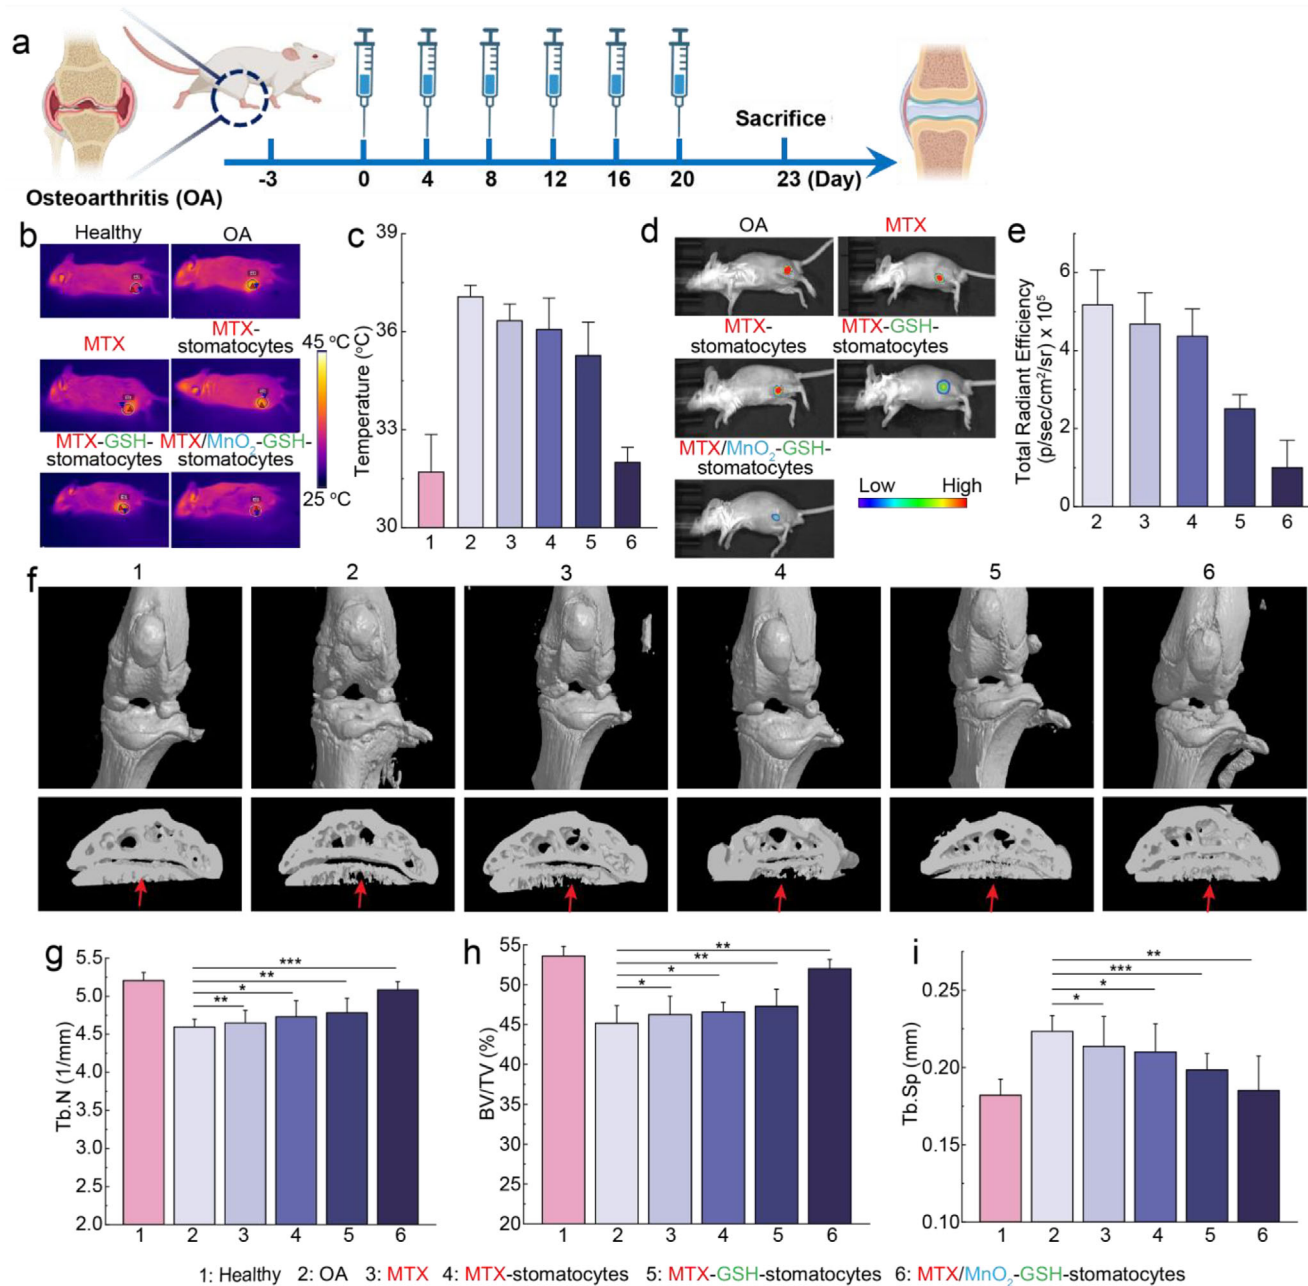 a
Sacrifice
-3 0 4 8 12 16 20 23 (Day)
Osteoarthritis (OA)
b
Healthy OA
MTX MTX-stomatocytes
45 °C
MTX-GSH-stomatocytes MTX/MnO₂-GSH-stomatocytes
25 °C
c
Temperature (°C)
39
36
33
30
1 2 3 4 5 6
d
OA MTX
MTX-stomatocytes MTX-GSH-stomatocytes
MTX/MnO₂-GSH-stomatocytes
Low High
e
Total Radiant Efficiency
(p/sec/cm²/sr) x 10⁵
6
4
2
0
2 3 4 5 6
f
1 2 3 4 5 6
g
Tb.N (1/mm)
5.5
5.0
4.5
4.0
3.5
3.0
2.5
2.0
***
**
*
**
1 2 3 4 5 6
h
BV/TV (%)
55
50
45
40
35
30
25
20
**
**
*
*
1 2 3 4 5 6
i
Tb.Sp (mm)
0.25
0.20
0.15
0.10
**
***
*
*
1 2 3 4 5 6
1: Healthy 2: OA 3: MTX 4: MTX-stomatocytes 5: MTX-GSH-stomatocytes 6: MTX/MnO₂-GSH-stomatocytes